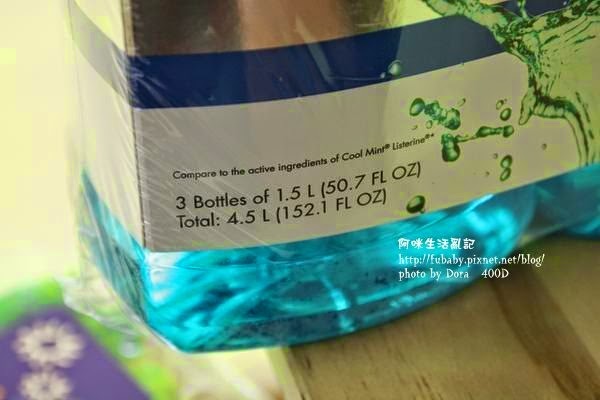 Compare to the active ingredients of Cool Mint® Listerine®*
3 Bottles of 1.5 L (50.7 FL OZ)
Total: 4.5 L (152.1 FL OZ)
阿咪生活亂記
http://fubaby.pixnet.net/blog/
photo by Dora 400D